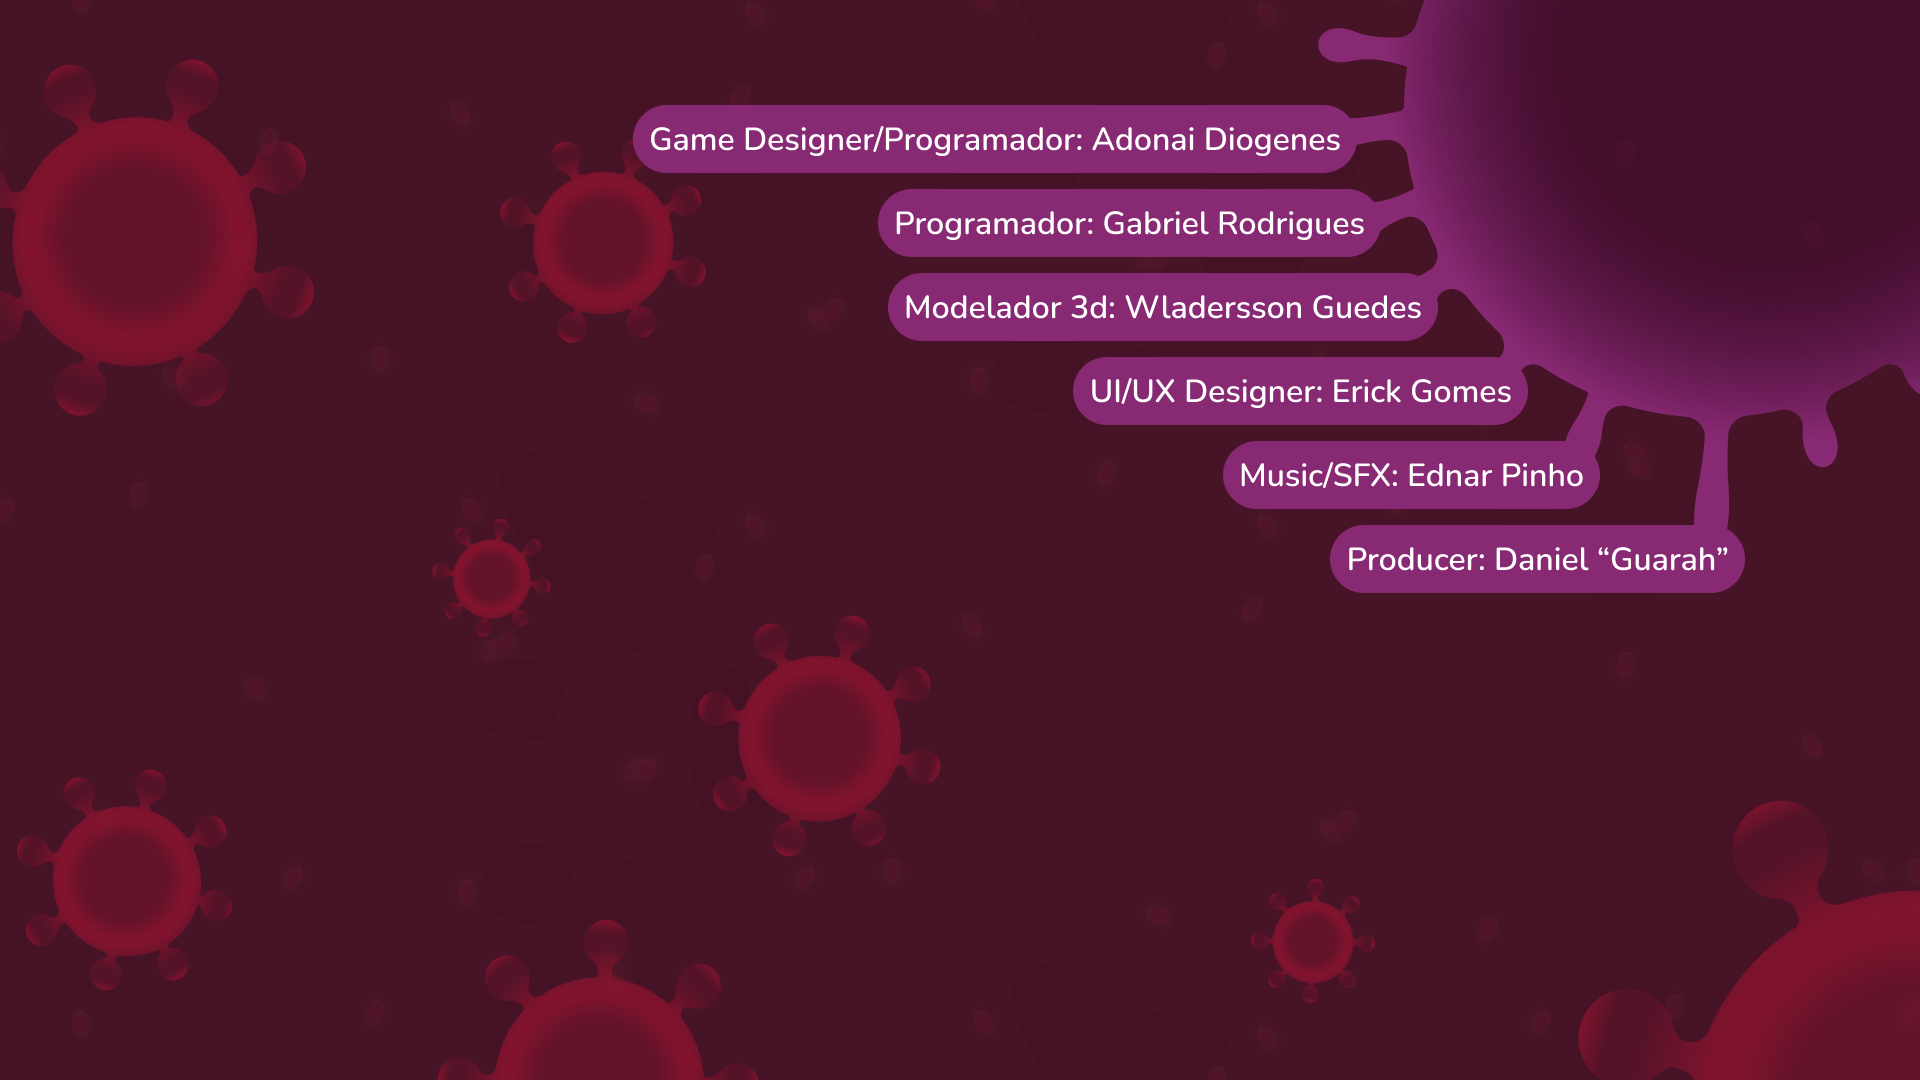 Game Designer/Programador: Adonai Diogenes
Programador: Gabriel Rodrigues
Modelador 3d: Wladersson Guedes
UI/UX Designer: Erick Gomes
Music/SFX: Ednar Pinho
Producer: Daniel “Guarah”